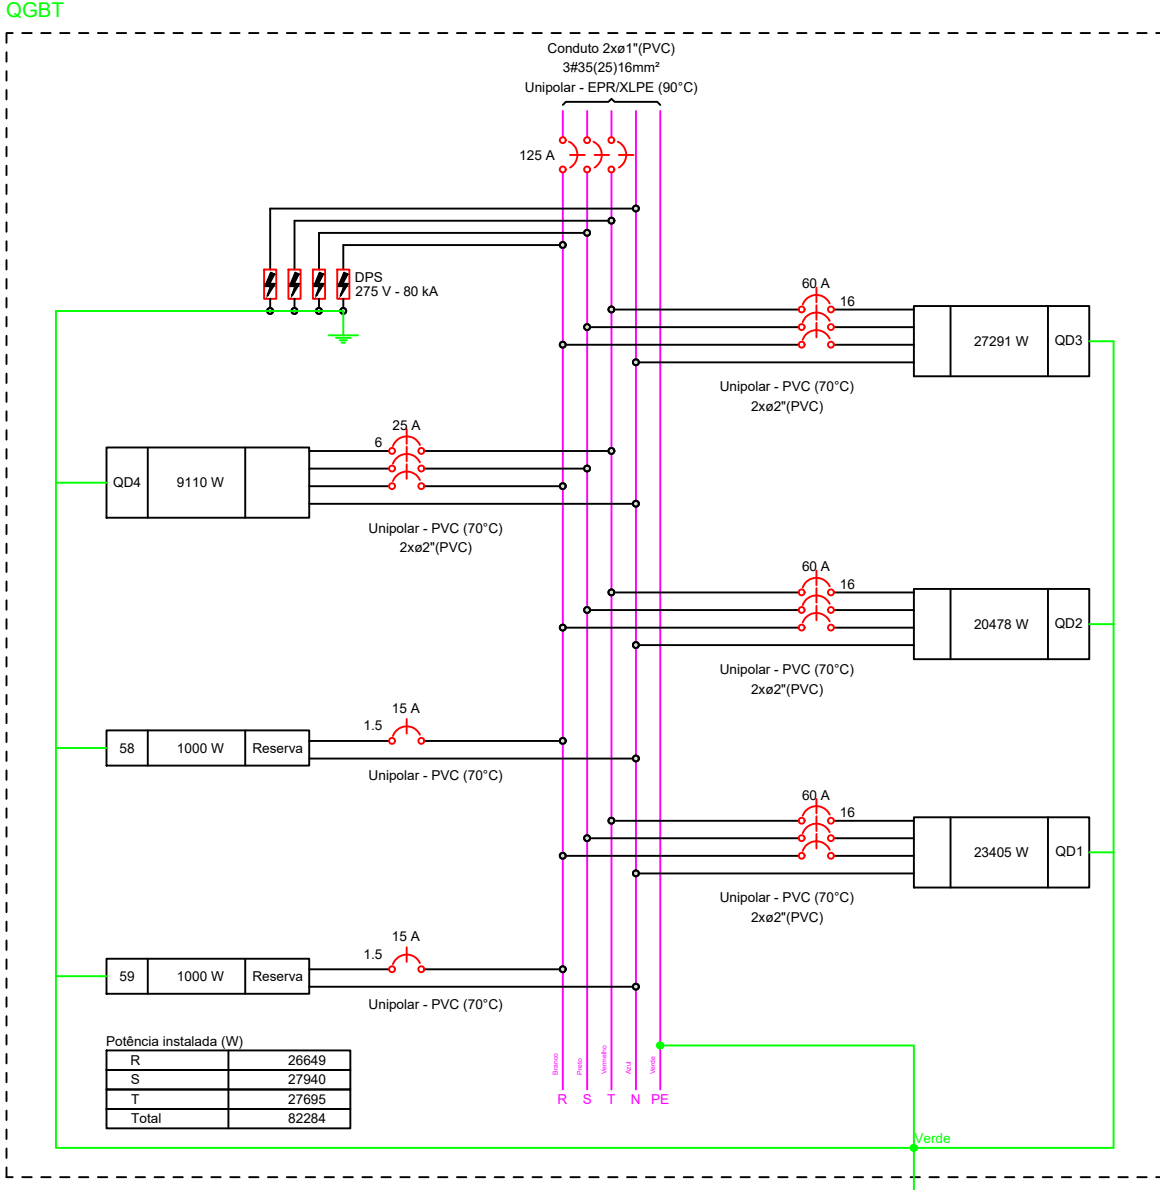 QGBT
Conduto 2xø1"(PVC)
3#35(25)16mm²
Unipolar - EPR/XLPE (90°C)
125 A
DPS
275 V - 80 kA
60 A
16
27291 W
QD3
Unipolar - PVC (70°C)
2xø2"(PVC)
25 A
6
QD4
9110 W
Unipolar - PVC (70°C)
2xø2"(PVC)
60 A
16
20478 W
QD2
Unipolar - PVC (70°C)
2xø2"(PVC)
15 A
1.5
58
1000 W
Reserva
Unipolar - PVC (70°C)
60 A
16
23405 W
QD1
Unipolar - PVC (70°C)
2xø2"(PVC)
15 A
1.5
59
1000 W
Reserva
Unipolar - PVC (70°C)
Potência instalada (W)
R 26649
S 27940
T 27695
Total 82284
Branco
Preto
Vermelho
Azul
Verde
R S T N PE
Verde